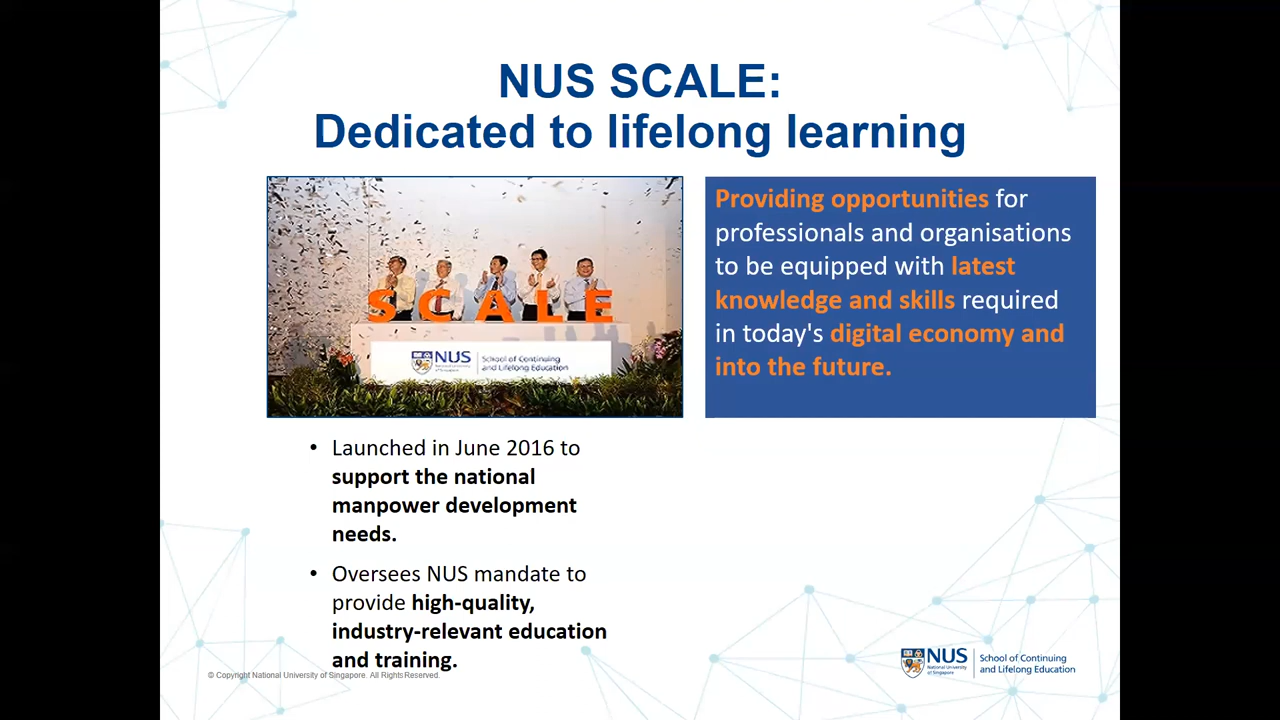 NUS SCALE:
Dedicated to lifelong learning
SCALE
NUS
National University
of Singapore
School of Continuing
and Lifelong Education
Providing opportunities for
professionals and organisations
to be equipped with latest
knowledge and skills required
in today's digital economy and
into the future.
• Launched in June 2016 to
support the national
manpower development
needs.
• Oversees NUS mandate to
provide high-quality,
industry-relevant education
and training.
© Copyright National University of Singapore. All Rights Reserved.
NUS
National University
of Singapore
School of Continuing
and Lifelong Education